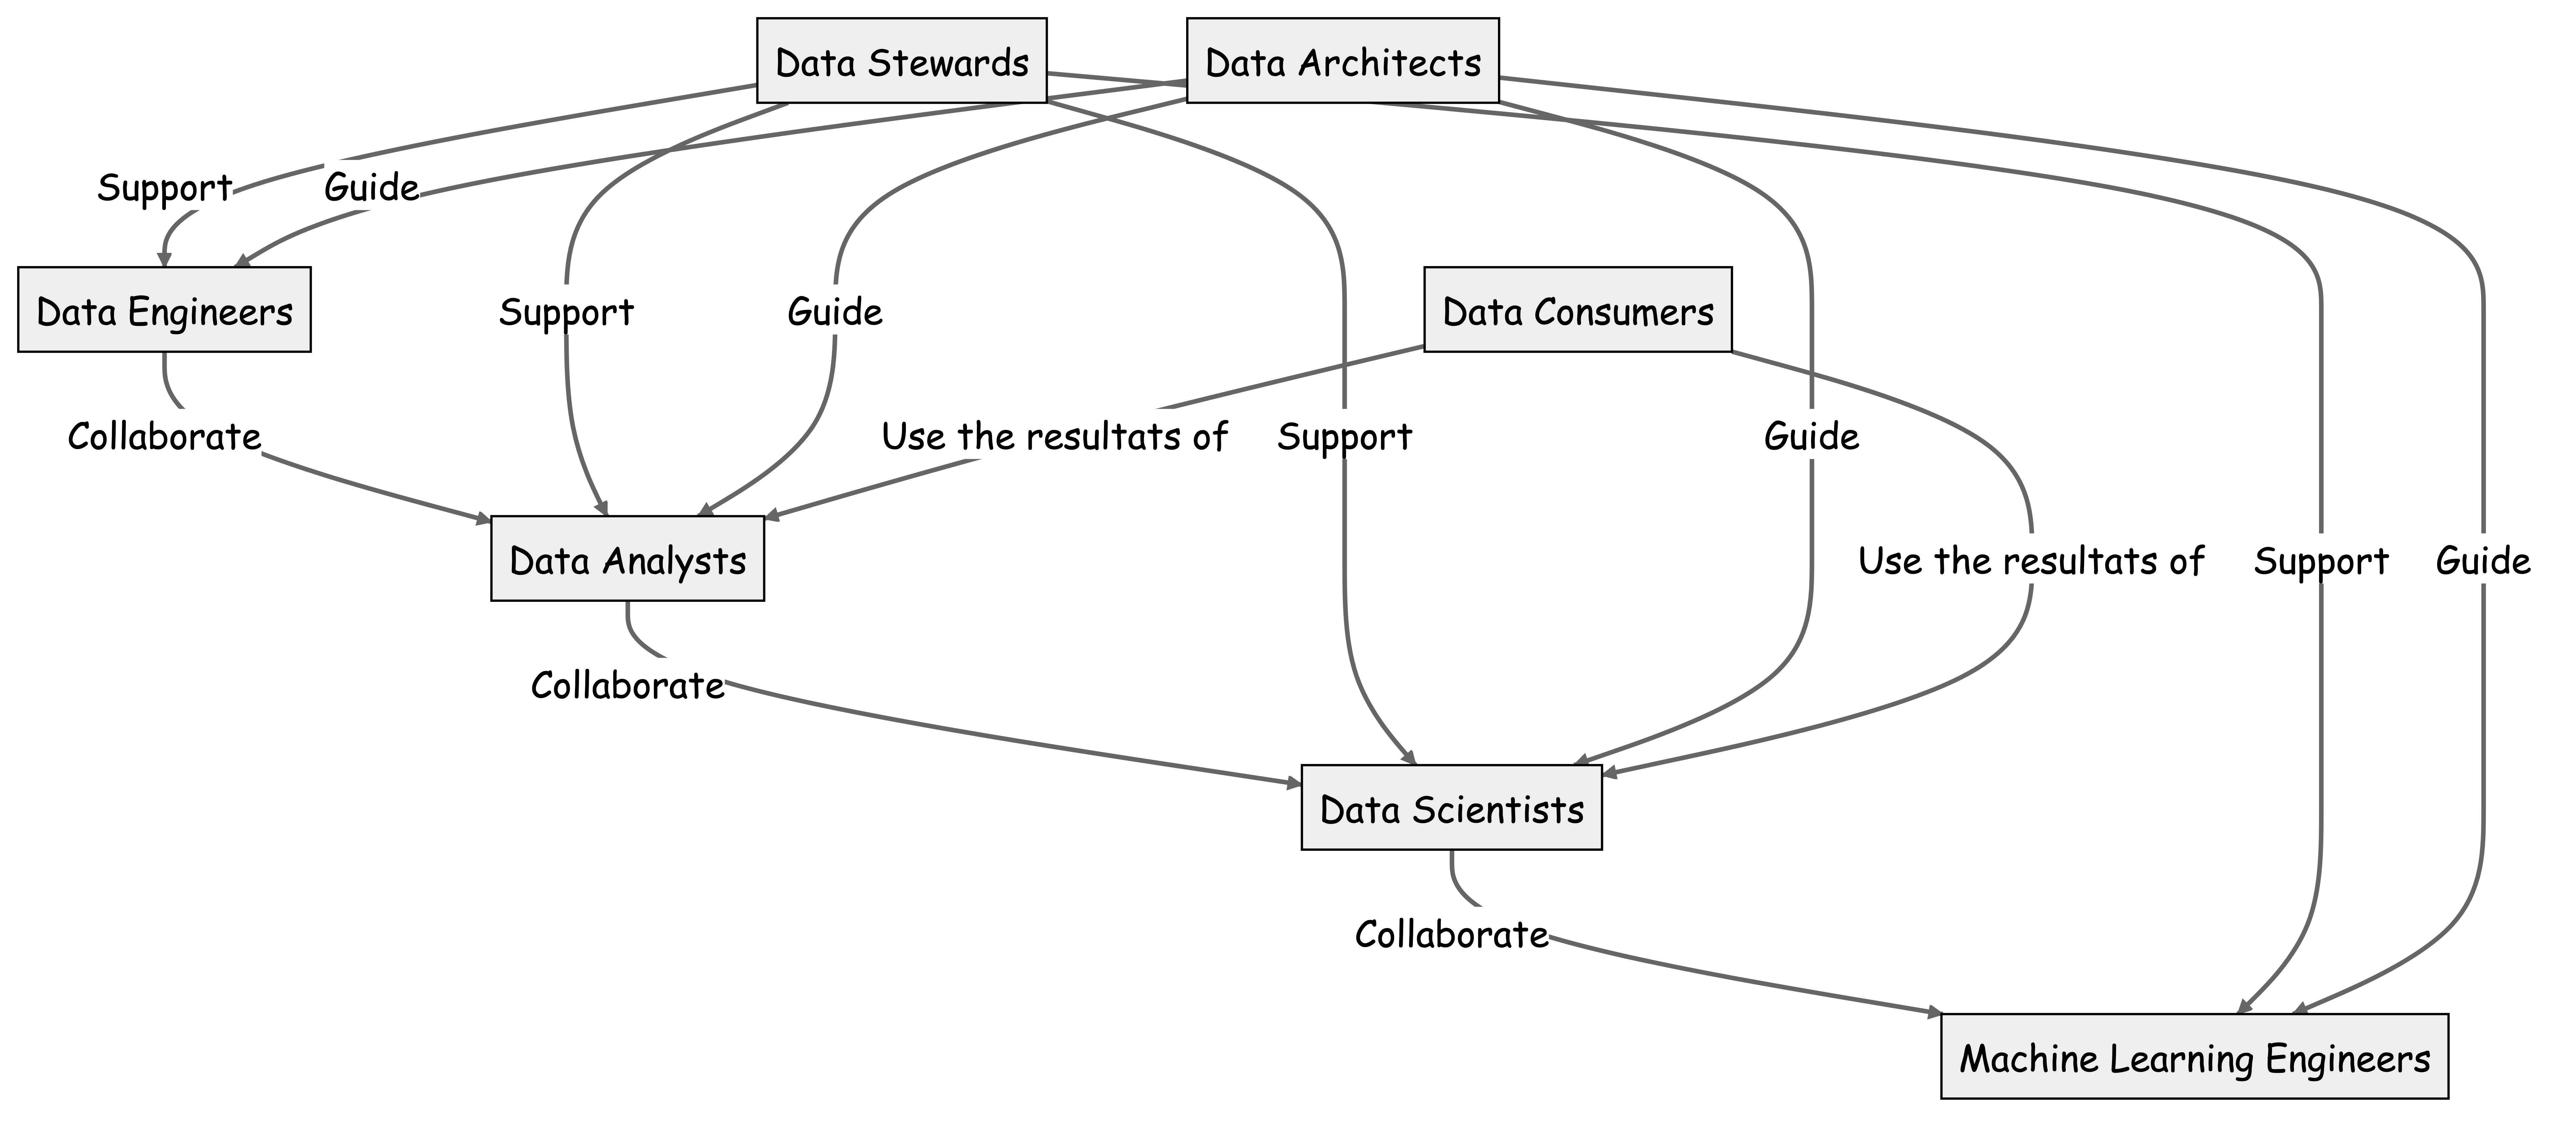 Data Stewards
Data Architects
Support
Guide
Data Engineers
Support
Guide
Data Consumers
Collaborate
Use the resultats of
Support
Guide
Data Analysts
Use the resultats of
Support
Guide
Collaborate
Data Scientists
Collaborate
Machine Learning Engineers